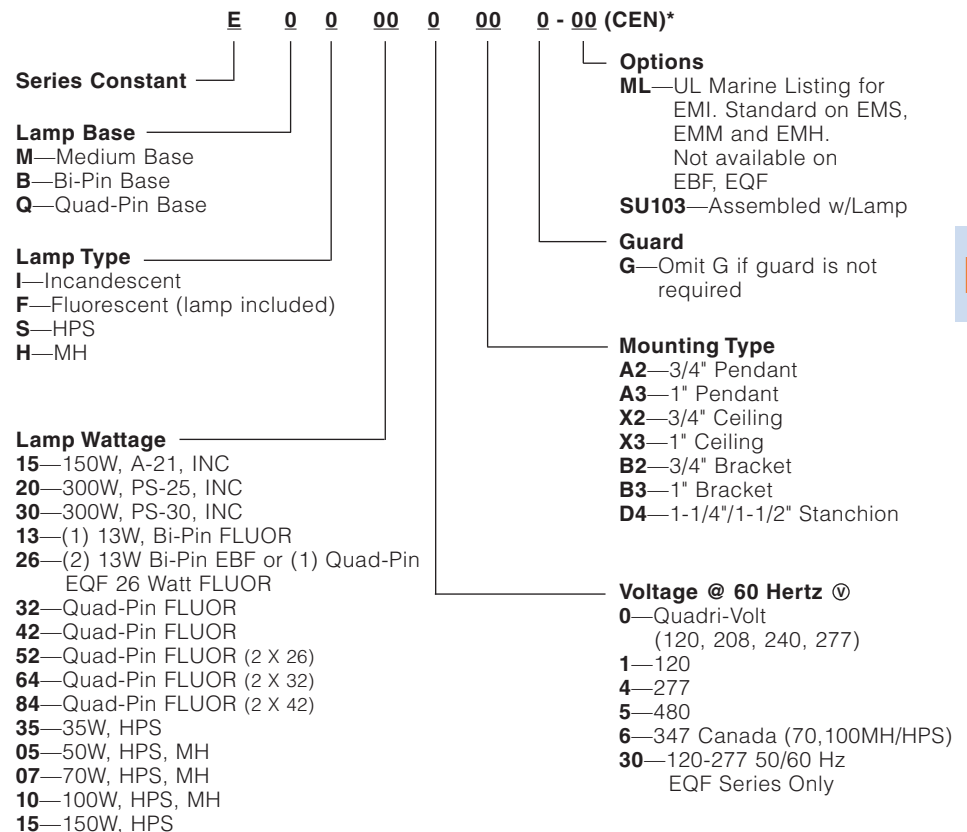 E 0 0 00 0 00 0 - 00 (CEN)*
Series Constant
Lamp Base
M—Medium Base
B—Bi-Pin Base
Q—Quad-Pin Base
Lamp Type
I—Incandescent
F—Fluorescent (lamp included)
S—HPS
H—MH
Lamp Wattage
15—150W, A-21, INC
20—300W, PS-25, INC
30—300W, PS-30, INC
13—(1) 13W, Bi-Pin FLUOR
26—(2) 13W Bi-Pin EBF or (1) Quad-Pin
EQF 26 Watt FLUOR
32—Quad-Pin FLUOR
42—Quad-Pin FLUOR
52—Quad-Pin FLUOR (2 X 26)
64—Quad-Pin FLUOR (2 X 32)
84—Quad-Pin FLUOR (2 X 42)
35—35W, HPS
05—50W, HPS, MH
07—70W, HPS, MH
10—100W, HPS, MH
15—150W, HPS
Options
ML—UL Marine Listing for
EMI. Standard on EMS,
EMM and EMH.
Not available on
EBF, EQF
SU103—Assembled w/Lamp
Guard
G—Omit G if guard is not
required
Mounting Type
A2—3/4" Pendant
A3—1" Pendant
X2—3/4" Ceiling
X3—1" Ceiling
B2—3/4" Bracket
B3—1" Bracket
D4—1-1/4"/1-1/2" Stanchion
Voltage @ 60 Hertz Ⓥ
0—Quadri-Volt
(120, 208, 240, 277)
1—120
4—277
5—480
6—347 Canada (70,100MH/HPS)
30—120-277 50/60 Hz
EQF Series Only